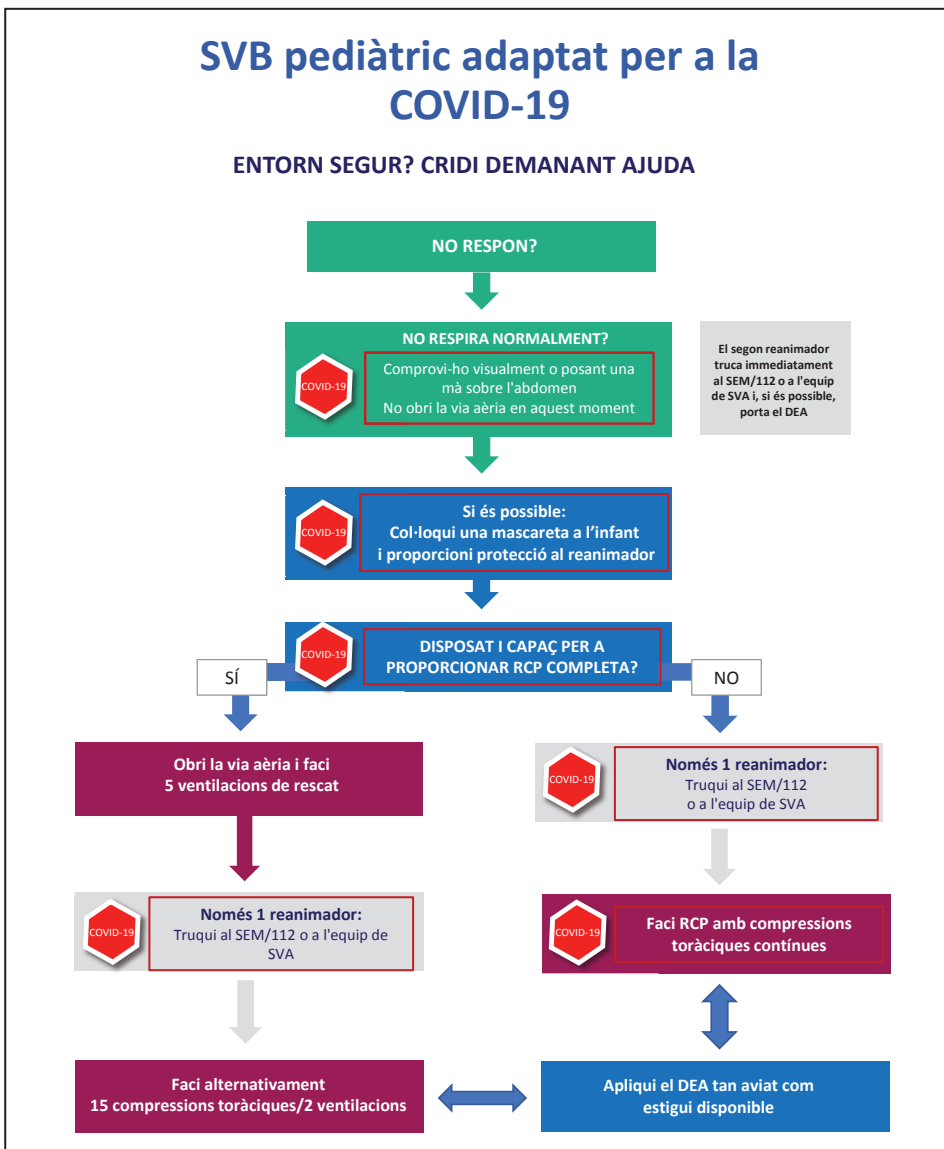 SVB pediàtric adaptat per a la
COVID-19
ENTORN SEGUR? CRIDI DEMANANT AJUDA
NO RESPON?
NO RESPIRA NORMALMENT?
COVID-19
Comprovi-ho visualment o posant una
mà sobre l'abdomen
No obri la via aèria en aquest moment
El segon reanimador
truca immediatament
al SEM/112 o a l'equip
de SVA i, si és possible,
porta el DEA
COVID-19
Si és possible:
Col·loqui una mascareta a l’infant
i proporcioni protecció al reanimador
COVID-19
DISPOSAT I CAPAÇ PER A
PROPORCIONAR RCP COMPLETA?
SÍ
NO
Obri la via aèria i faci
5 ventilacions de rescat
COVID-19
Només 1 reanimador:
Truqui al SEM/112
o a l'equip de SVA
COVID-19
Només 1 reanimador:
Truqui al SEM/112 o a l'equip de
SVA
COVID-19
Faci RCP amb compressions
toràciques contínues
Faci alternativament
15 compressions toràciques/2 ventilacions
Apliqui el DEA tan aviat com
estigui disponible